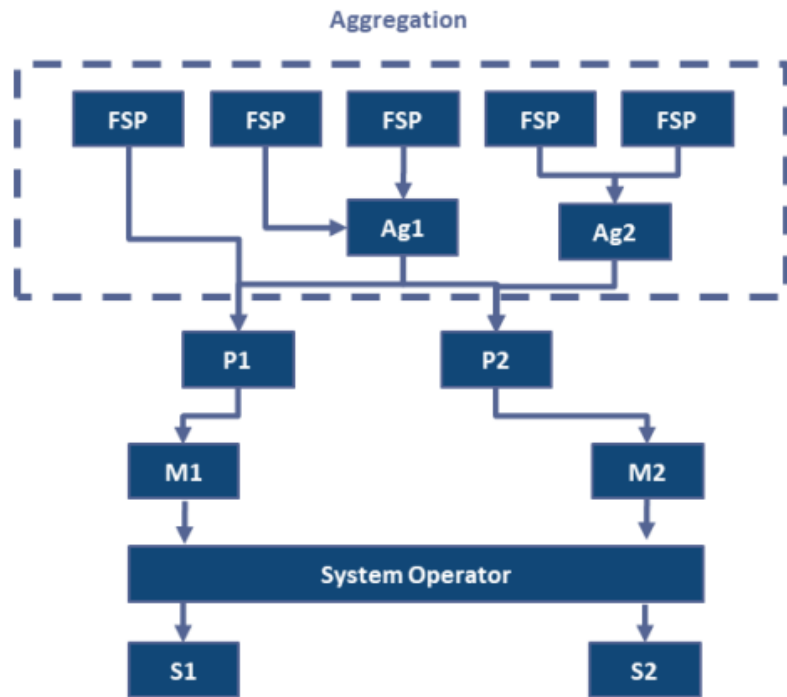 Aggregation
FSP FSP FSP FSP FSP
Ag1
Ag2
P1 P2
M1 M2
System Operator
S1 S2